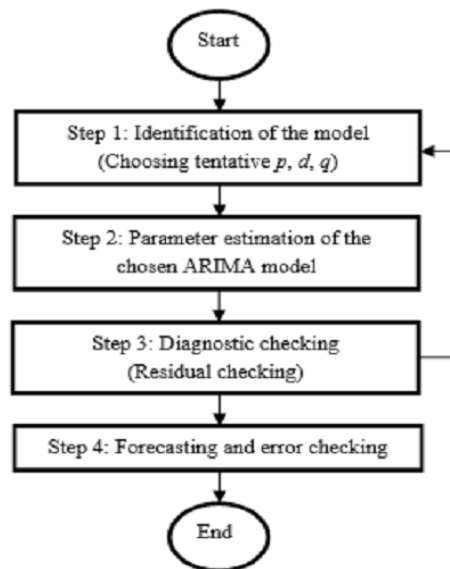 Start
Step 1: Identification of the model
(Choosing tentative p, d, q)
Step 2: Parameter estimation of the
chosen ARIMA model
Step 3: Diagnostic checking
(Residual checking)
Step 4: Forecasting and error checking
End